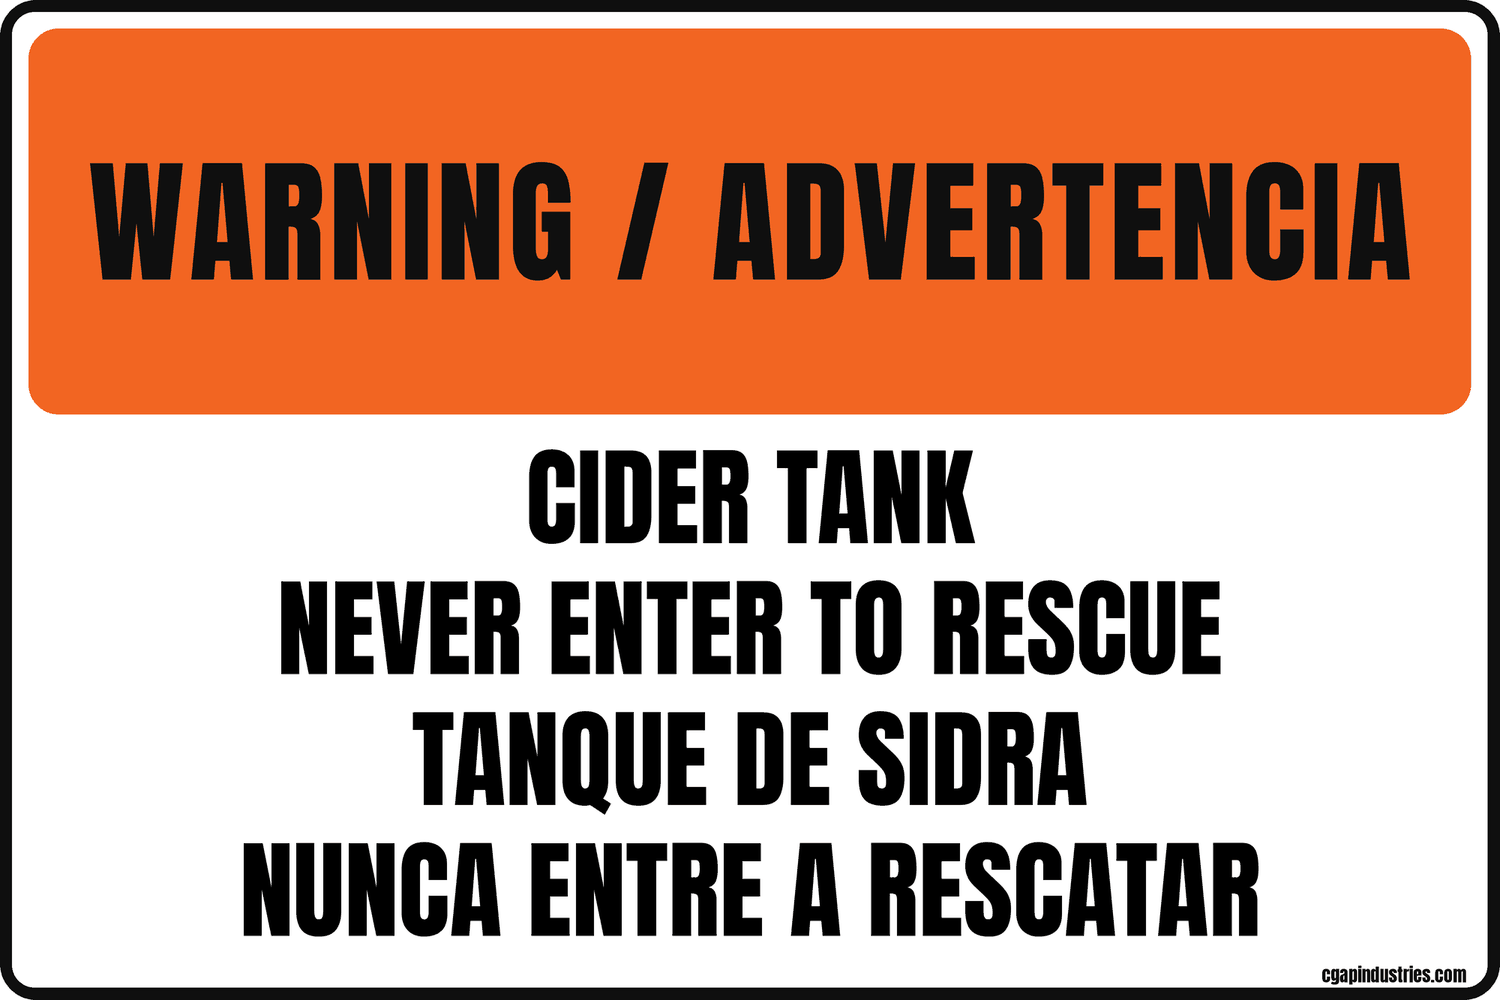 WARNING / ADVERTENCIA
CIDER TANK
NEVER ENTER TO RESCUE
TANQUE DE SIDRA
NUNCA ENTRE A RESCATAR
cgapindustries.com